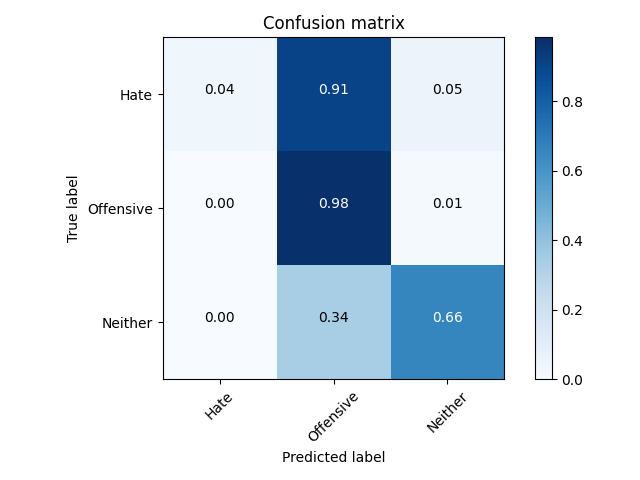 Confusion matrix
True label
Hate
0.04 0.91 0.05
0.8
Offensive
0.00 0.98 0.01
0.6
0.4
Neither
0.00 0.34 0.66
0.2
0.0
Hate Offensive Neither
Predicted label